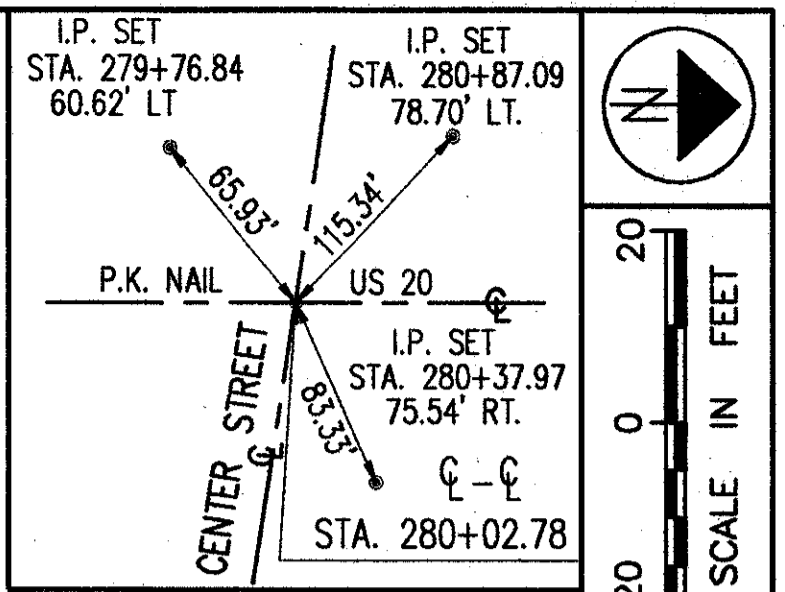 I.P. SET
STA. 279+76.84
60.62' LT
I.P. SET
STA. 280+87.09
78.70' LT.
65.93'
115.34'
P.K. NAIL
US 20
℄
I.P. SET
STA. 280+37.97
75.54' RT.
83.33'
CENTER STREET
℄
℄ - ℄
STA. 280+02.78
N
20
0
20
SCALE IN FEET